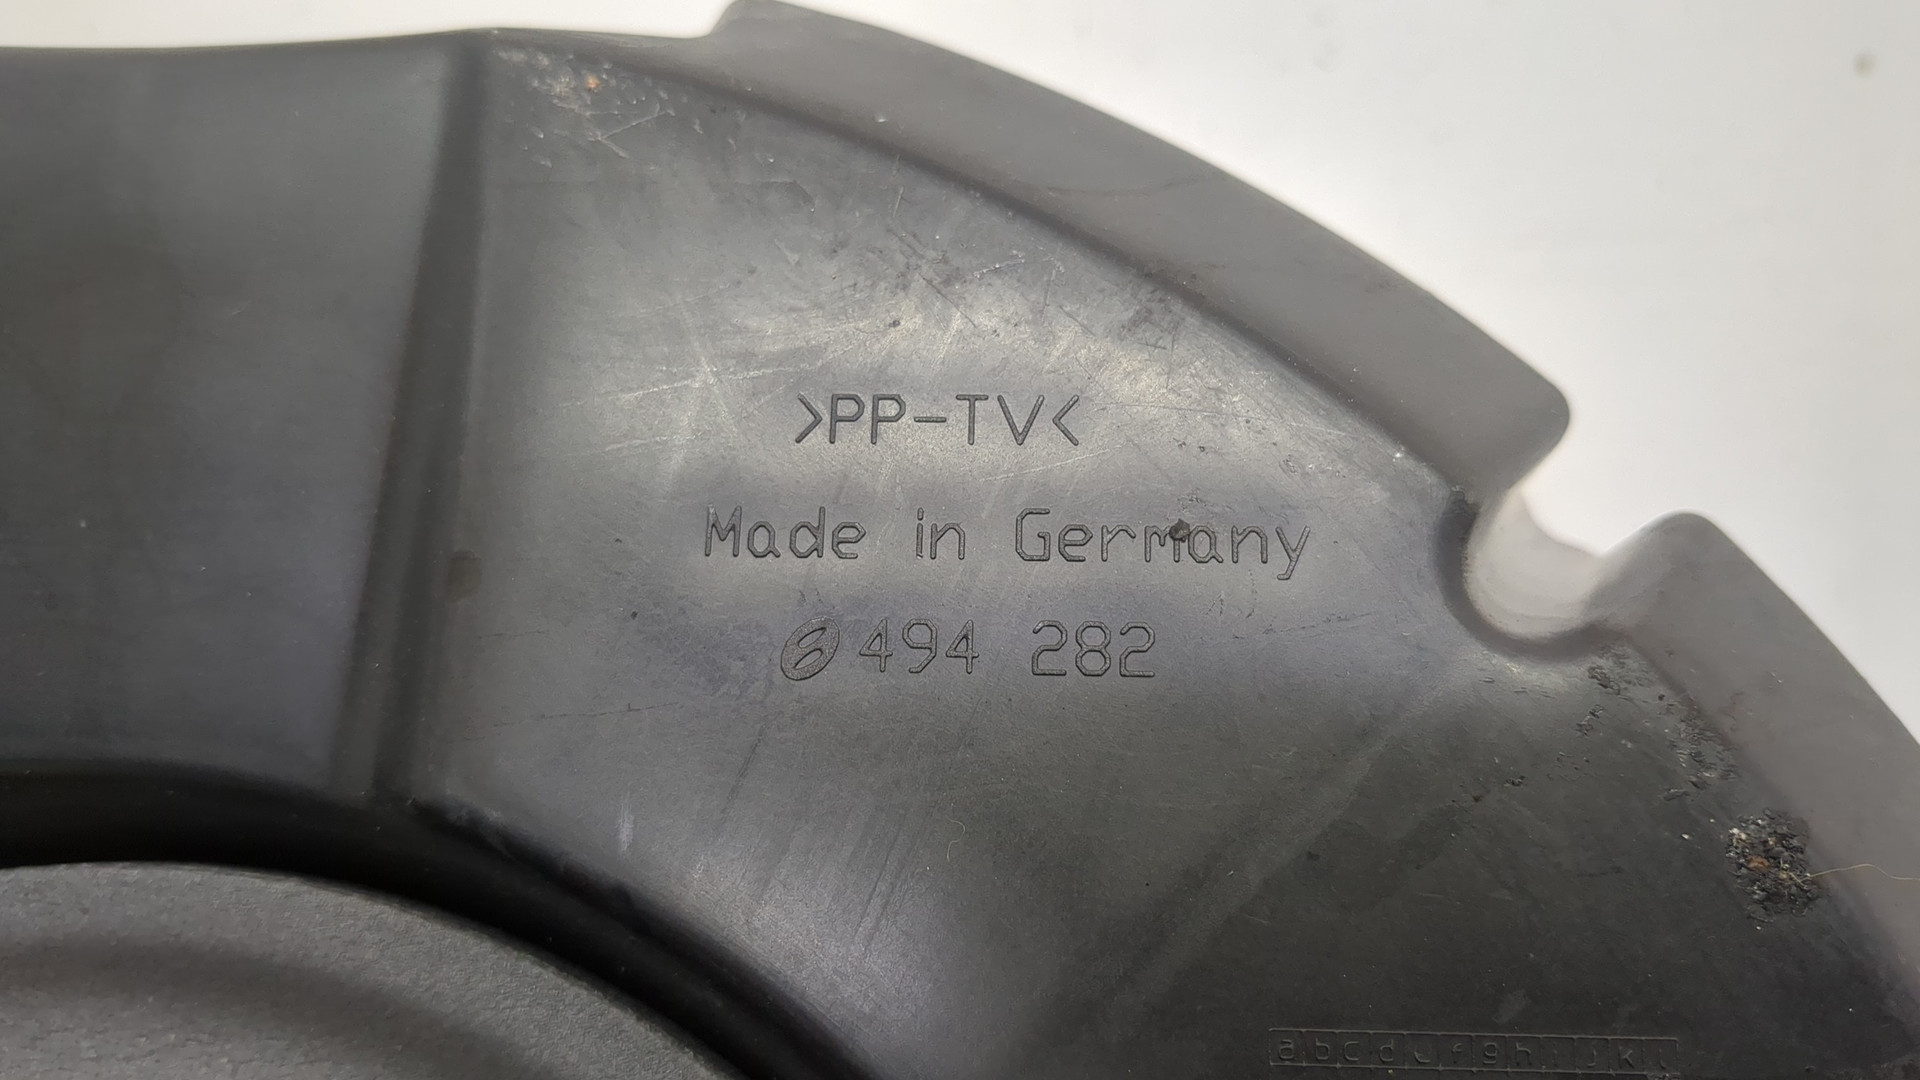 >PP-TV<
Made in Germany
494 282
a b c d f g h j k l